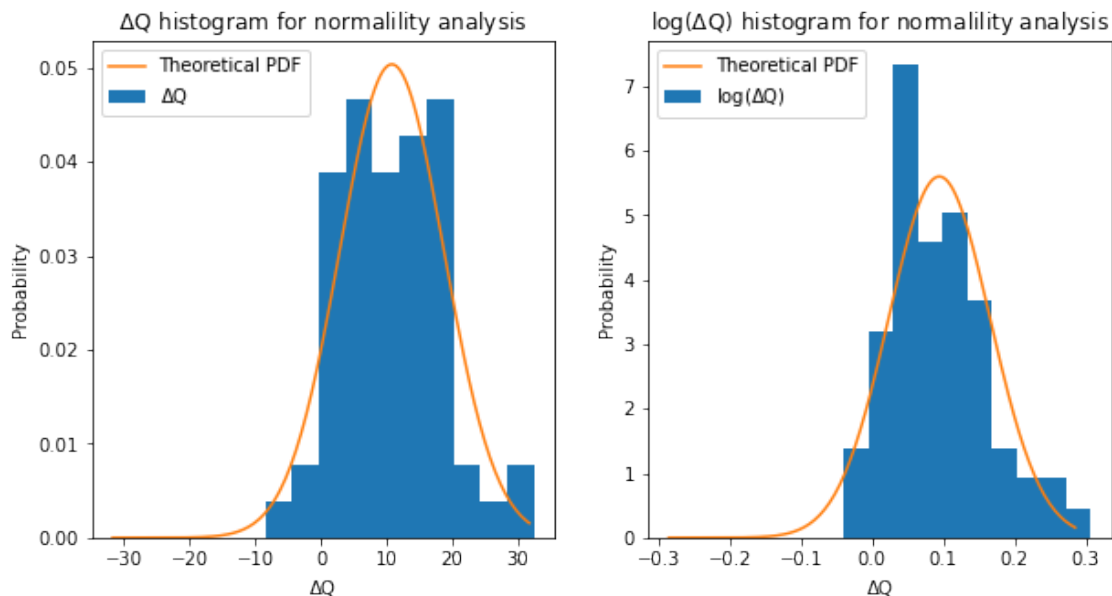 ΔQ histogram for normalility analysis
Theoretical PDF
ΔQ
Probability
0.05
0.04
0.03
0.02
0.01
0.00
−30 −20 −10 0 10 20 30
ΔQ
log(ΔQ) histogram for normalility analysis
Theoretical PDF
log(ΔQ)
Probability
7
6
5
4
3
2
1
0
−0.3 −0.2 −0.1 0.0 0.1 0.2 0.3
ΔQ